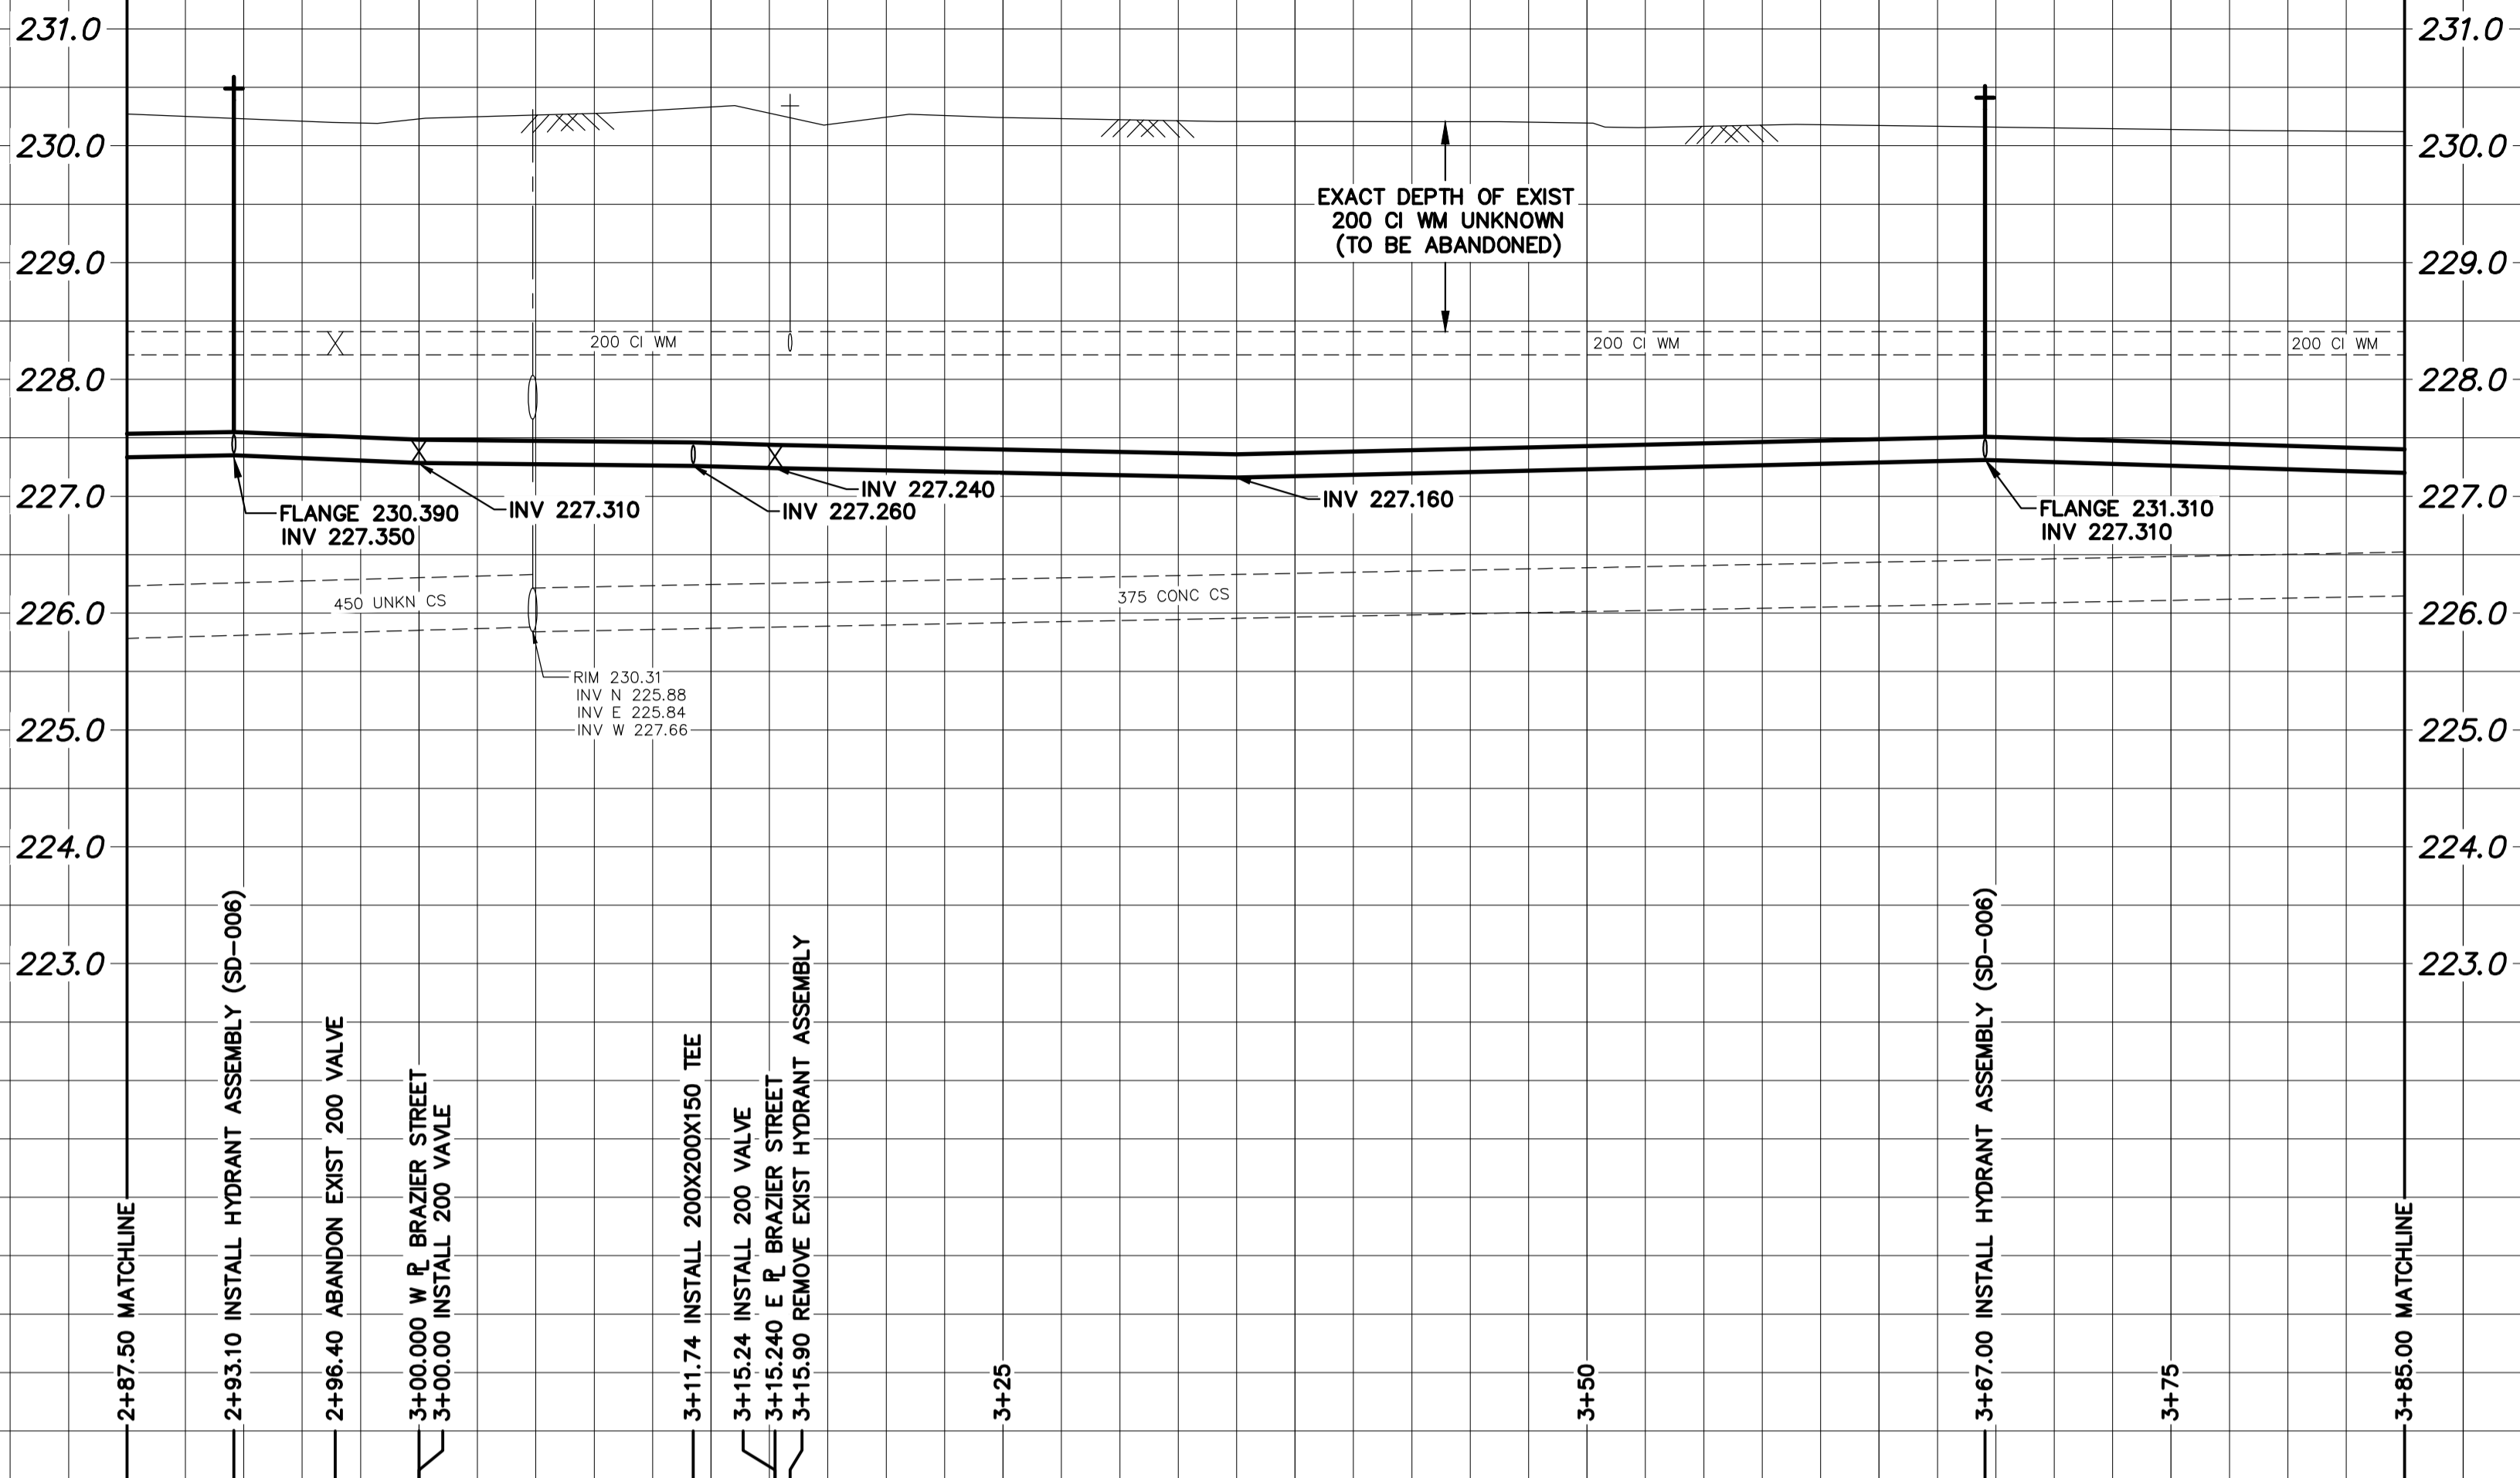 231.0
231.0
230.0
230.0
EXACT DEPTH OF EXIST
200 CI WM UNKNOWN
(TO BE ABANDONED)
229.0
229.0
200 CI WM
200 CI WM
200 CI WM
228.0
228.0
227.0
227.0
FLANGE 230.390
INV 227.350
INV 227.310
INV 227.240
INV 227.260
INV 227.160
FLANGE 231.310
INV 227.310
226.0
226.0
450 UNKN CS
375 CONC CS
RIM 230.31
INV N 225.88
INV E 225.84
INV W 227.66
225.0
225.0
224.0
224.0
223.0
223.0
2+87.50 MATCHLINE
2+93.10 INSTALL HYDRANT ASSEMBLY (SD-006)
2+96.40 ABANDON EXIST 200 VALVE
3+00.000 W PL BRAZIER STREET
3+00.00 INSTALL 200 VAVLE
3+11.74 INSTALL 200X200X150 TEE
3+15.24 INSTALL 200 VALVE
3+15.240 E PL BRAZIER STREET
3+15.90 REMOVE EXIST HYDRANT ASSEMBLY
3+25
3+50
3+67.00 INSTALL HYDRANT ASSEMBLY (SD-006)
3+75
3+85.00 MATCHLINE